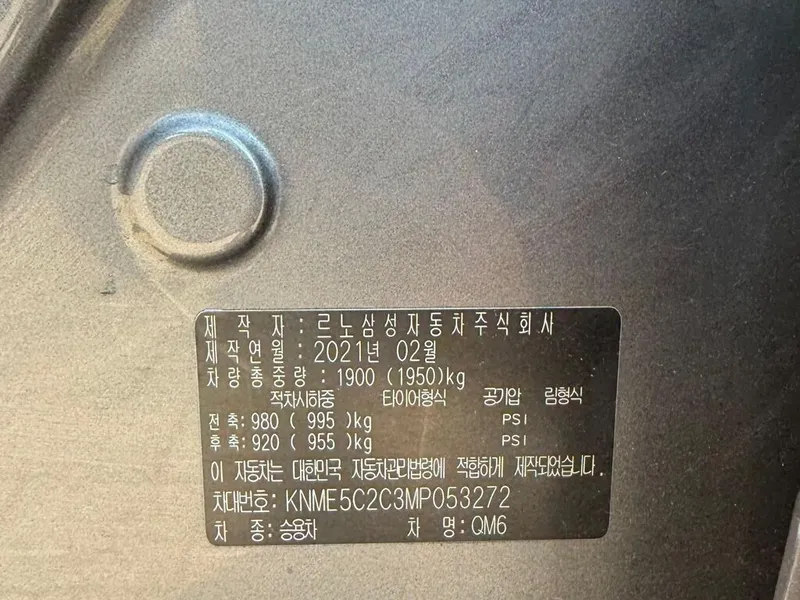 제 작 자 : 르노삼성자동차주식회사
제작연월 : 2021년 02월
차량총중량 : 1900 (1950)kg
적차시하중 타이어형식 공기압 림형식
전축: 980 ( 995 )kg PSI
후축: 920 ( 955 )kg PSI
이 자동차는 대한민국 자동차관리법령에 적합하게 제작되었습니다.
차대번호: KNME5C2C3MP053272
차 종: 승용차 차 명: QM6